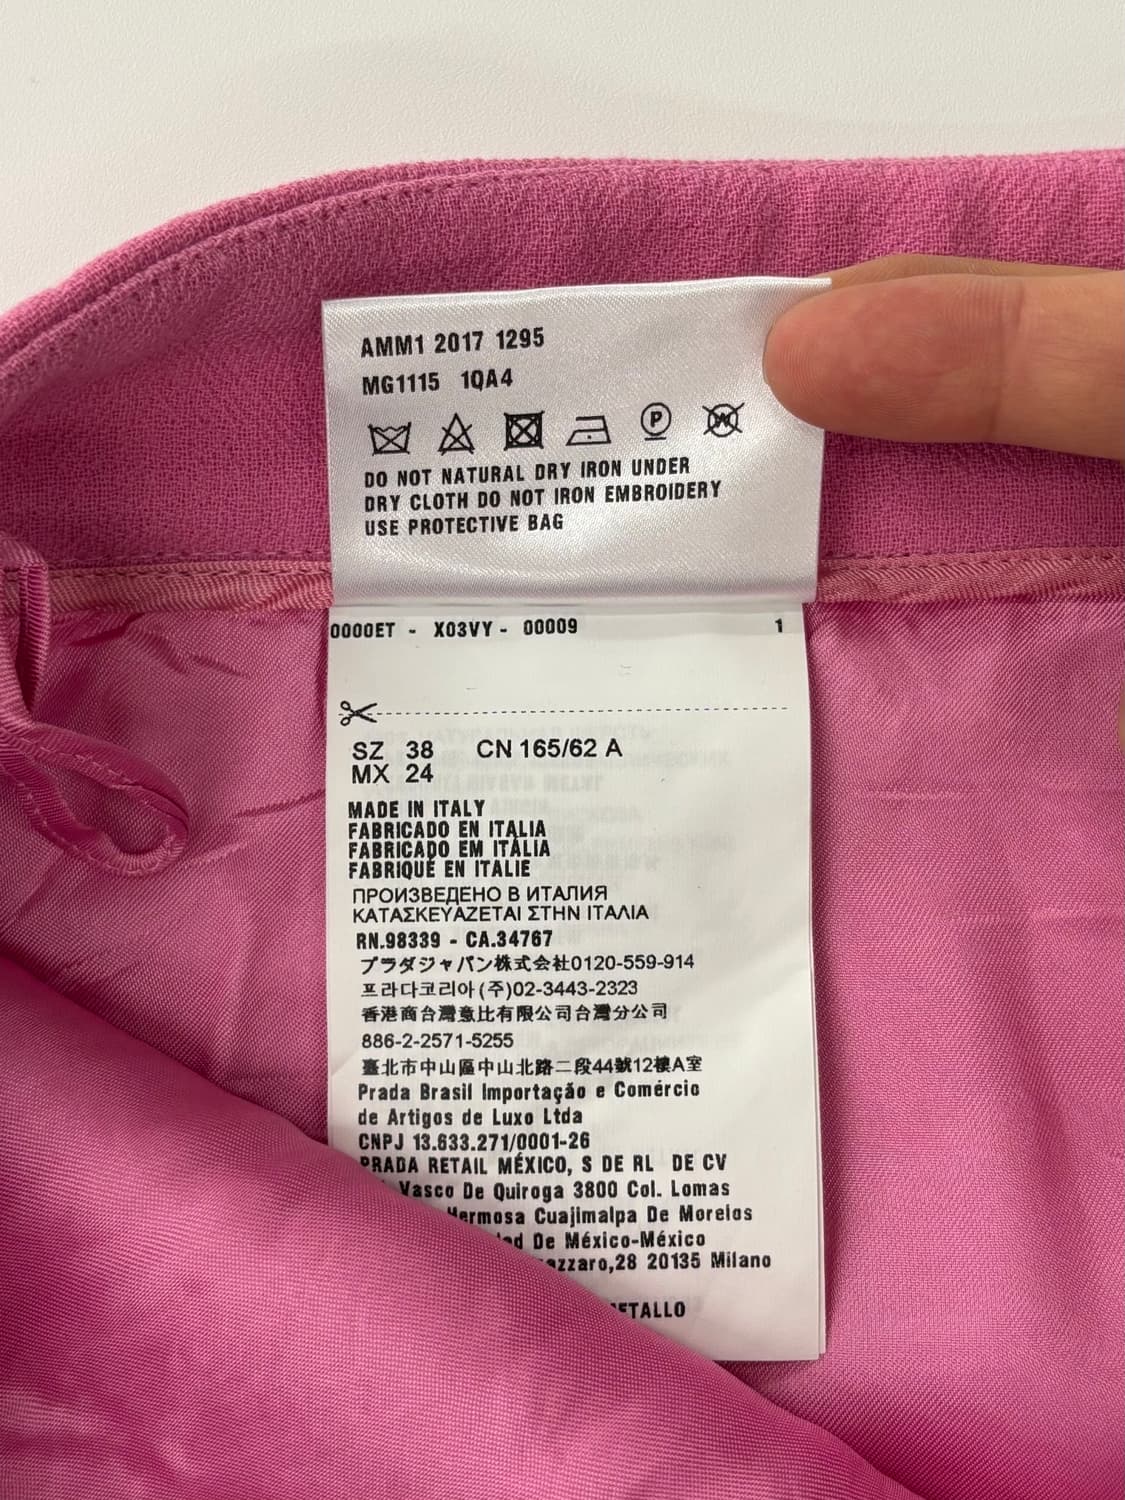 AMM1 2017 1295
MG1115 1QA4
P W
DO NOT NATURAL DRY IRON UNDER
DRY CLOTH DO NOT IRON EMBROIDERY
USE PROTECTIVE BAG
0000ET - X03VY - 00009 1
SZ 38 CN 165/62 A
MX 24
MADE IN ITALY
FABRICADO EN ITALIA
FABRICADO EM ITÁLIA
FABRIQUÉ EN ITALIE
ПРОИЗВЕДЕНО В ИТАЛИЯ
ΚΑΤΑΣΚΕΥΑΖΕΤΑΙ ΣΤΗΝ ΙΤΑΛΙΑ
RN.98339 - CA.34767
プラダジャパン株式会社0120-559-914
프라다코리아(주)02-3443-2323
香港商台灣意比有限公司台灣分公司
886-2-2571-5255
臺北市中山區中山北路二段44號12樓A室
Prada Brasil Importação e Comércio
de Artigos de Luxo Ltda
CNPJ 13.633.271/0001-26
PRADA RETAIL MÉXICO, S DE RL DE CV
Vasco De Quiroga 3800 Col. Lomas
Hermosa Cuajimalpa De Morelos
De México-México
,28 20135 Milano